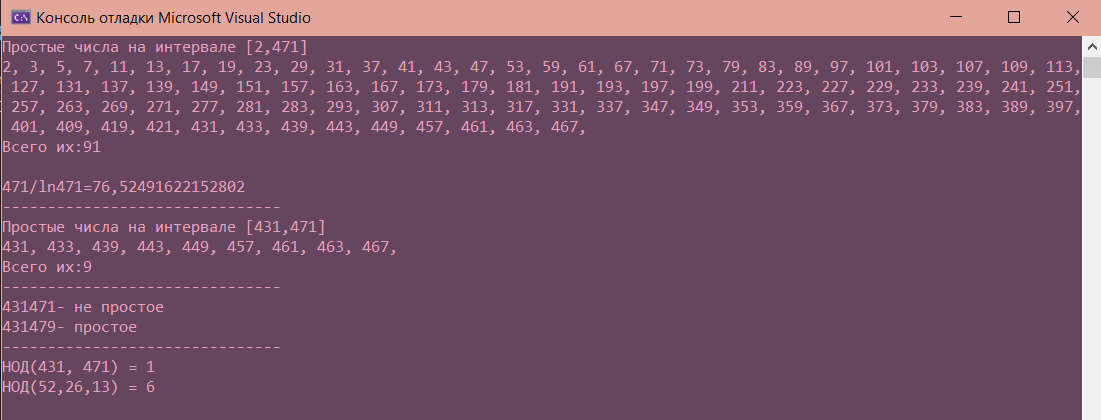 Консоль отладки Microsoft Visual Studio
Простые числа на интервале [2,471]
2, 3, 5, 7, 11, 13, 17, 19, 23, 29, 31, 37, 41, 43, 47, 53, 59, 61, 67, 71, 73, 79, 83, 89, 97, 101, 103, 107, 109, 113,
127, 131, 137, 139, 149, 151, 157, 163, 167, 173, 179, 181, 191, 193, 197, 199, 211, 223, 227, 229, 233, 239, 241, 251,
257, 263, 269, 271, 277, 281, 283, 293, 307, 311, 313, 317, 331, 337, 347, 349, 353, 359, 367, 373, 379, 383, 389, 397,
401, 409, 419, 421, 431, 433, 439, 443, 449, 457, 461, 463, 467,
Всего их:91
471/ln471=76,52491622152802
-------------------------------
Простые числа на интервале [431,471]
431, 433, 439, 443, 449, 457, 461, 463, 467,
Всего их:9
-------------------------------
431471- не простое
431479- простое
-------------------------------
НОД(431, 471) = 1
НОД(52,26,13) = 6